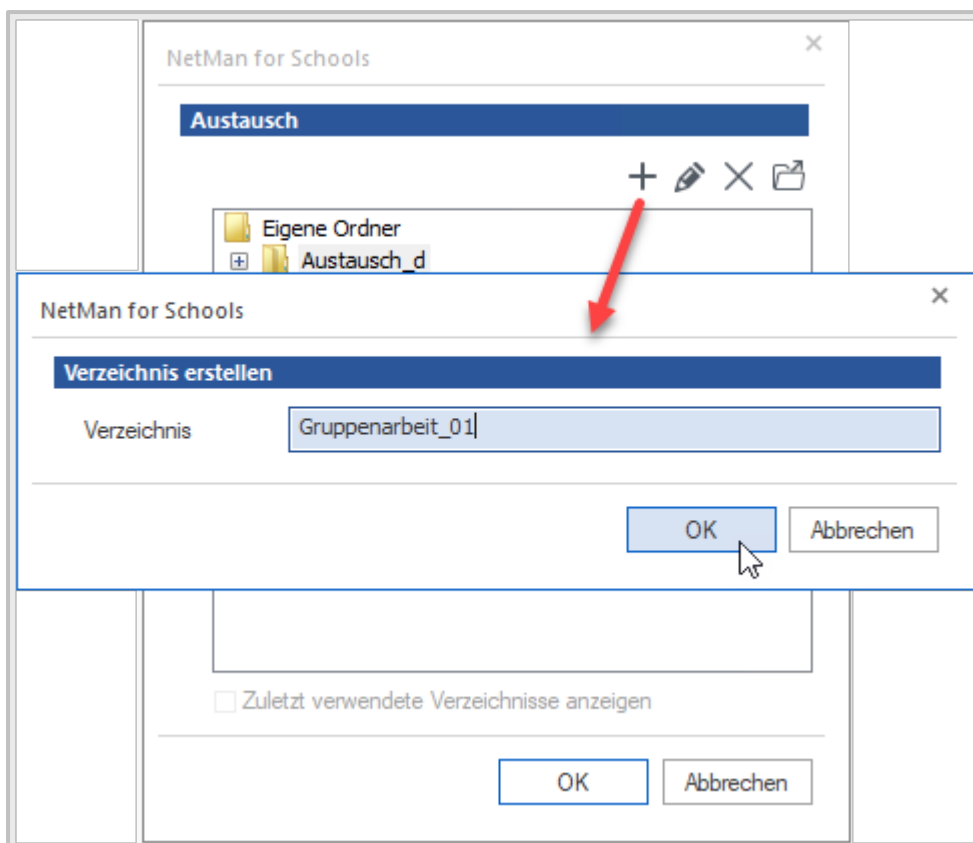 NetMan for Schools
Austausch
Eigene Ordner
Austausch_d
NetMan for Schools
Verzeichnis erstellen
Verzeichnis Gruppenarbeit_01
OK Abbrechen
Zuletzt verwendete Verzeichnisse anzeigen
OK Abbrechen